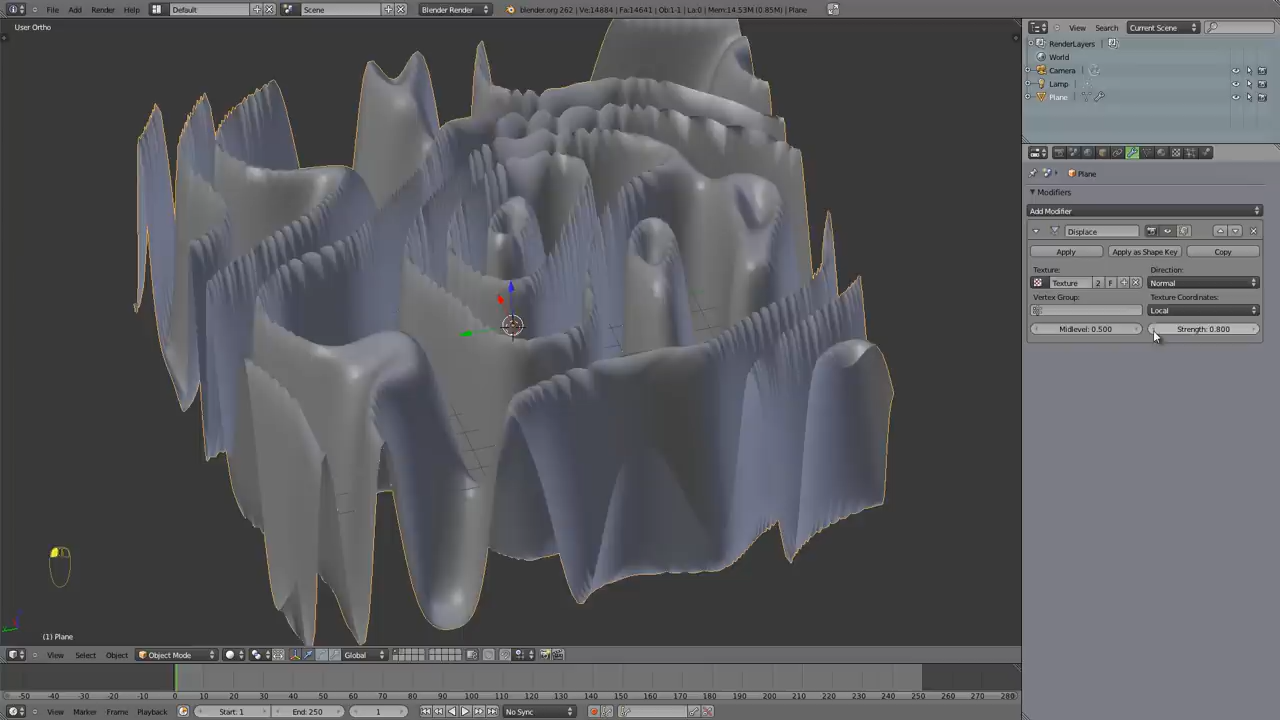 File Add Render Help Default Scene Blender Render blender.org 262 | Ve:14884 | Fa:14641 | Ob:1-1 | La:0 | Mem:14.53M (0.85M) | Plane
User Ortho
View Search Current Scene
RenderLayers
World
Camera
Lamp
Plane
Plane
Modifiers
Add Modifier
Displace
Apply Apply as Shape Key Copy
Texture: Direction:
Texture 2 F Normal
Vertex Group: Texture Coordinates:
Local
Midlevel: 0.500 Strength: 0.800
(1) Plane
View Select Object Object Mode Global
-50 -40 -30 -20 -10 0 10 20 30 40 50 60 70 80 90 100 110 120 130 140 150 160 170 180 190 200 210 220 230 240 250 260 270 280
View Marker Frame Playback Start: 1 End: 250 1 No Sync